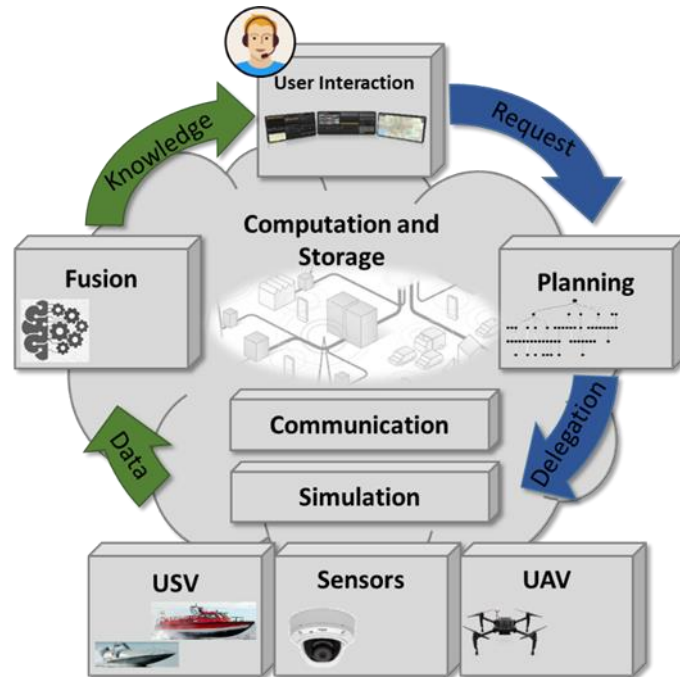 User Interaction
Knowledge
Request
Computation and
Storage
Fusion
Planning
Communication
Data
Delegation
Simulation
USV
Sensors
UAV